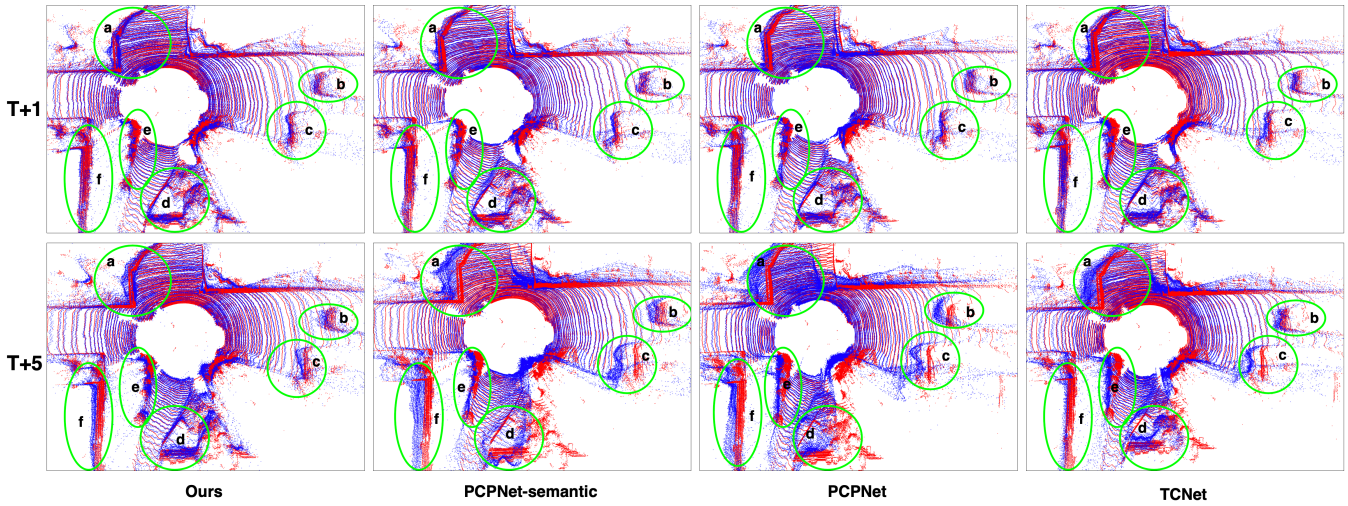 a a a a
b b b b
T+1
c c c c
e e e e
f f f f
d d d d
a a a a
b b b b
T+5
c c c c
e e e e
f f f f
d d d d
Ours PCPNet-semantic PCPNet TCNet